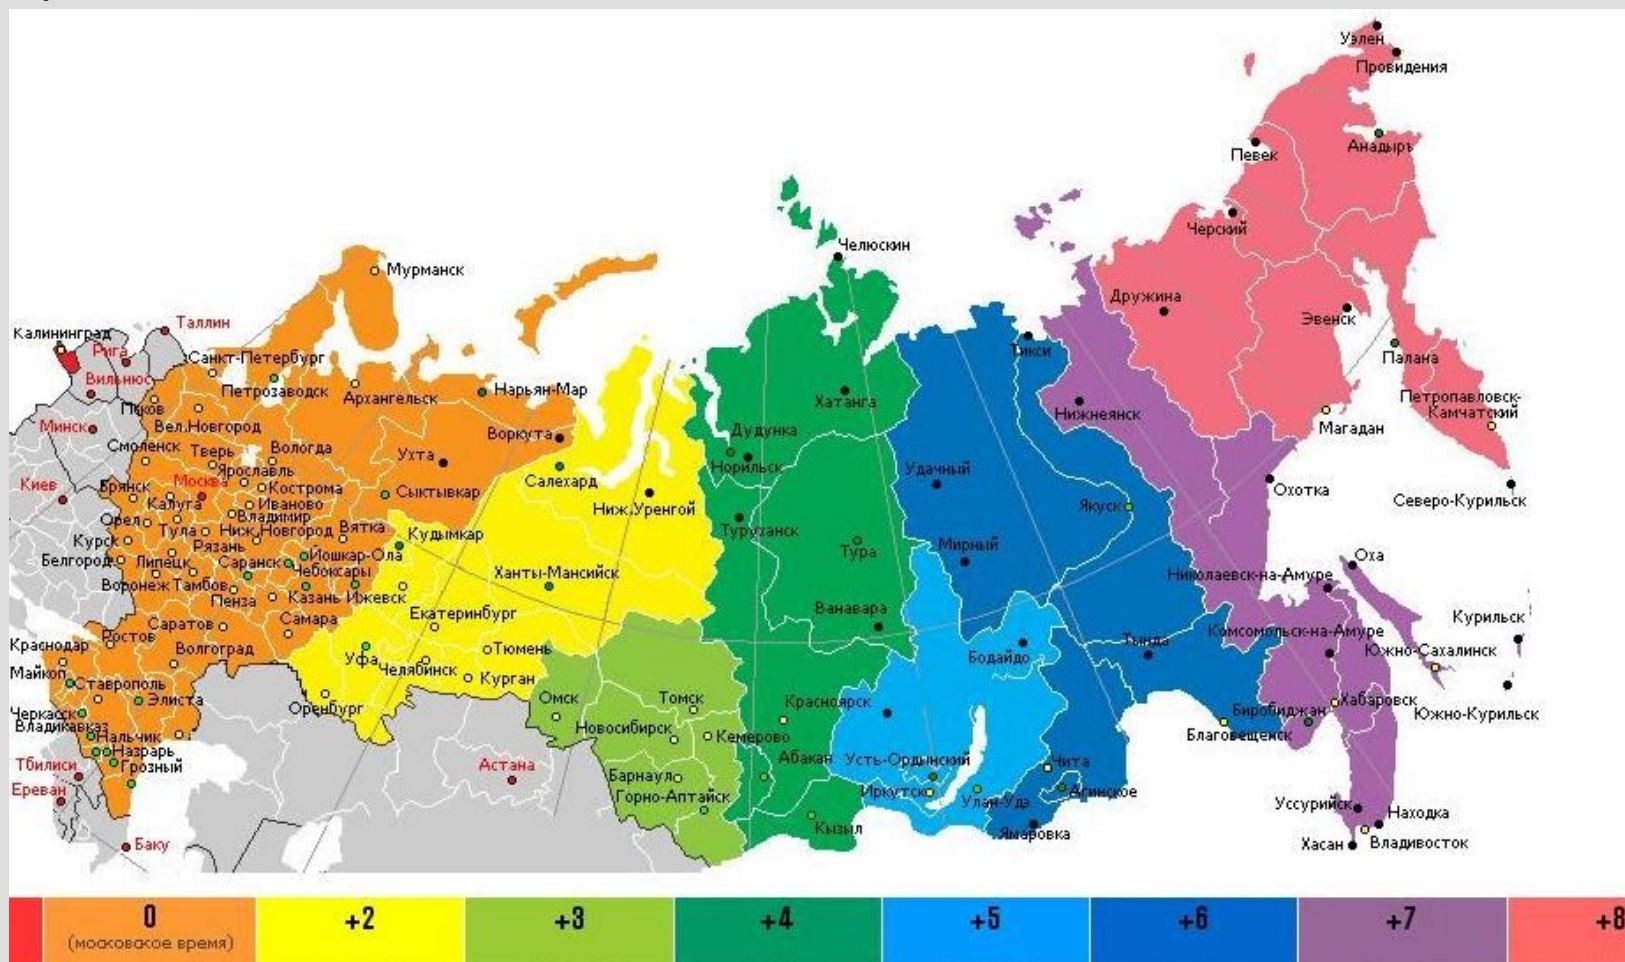 Уэлен
Провидения
Анадырь
Певек
Черский
Челюскин
Мурманск
Дружина
Эвенск
Таллин
Калининград
Рига
Санкт-Петербург
Тикси
Палана
Вильнюс
Петрозаводск
Нарьян-Мар
Архангельск
Хатанга
Нижнеянск
Петропавловск-
Камчатский
Псков
Минск
Вел.Новгород
Воркута
Дудунка
Магадан
Смоленск
Тверь
Вологда
Ухта
Норильск
Удачный
Ярославль
Салехард
Москва
Киев
Брянск
Кострома
Сыктывкар
Охотка
Северо-Курильск
Калуга
Иваново
Ниж.Уренгой
Якуск
Владимир
Орел
Тула
Ниж.Новгород
Вятка
Кудымкар
Туруханск
Курск
Рязань
Йошкар-Ола
Тура
Мирный
Оха
Белгород
Липецк
Саранск
Чебоксары
Ханты-Мансийск
Николаевск-на-Амуре
Воронеж
Тамбов
Пенза
Казань
Ижевск
Екатеринбург
Ванавара
Саратов
Самара
Курильск
Краснодар
Ростов
Волгоград
Уфа
Челябинск
Тюмень
Бодайдо
Тында
Комсомольск-на-Амуре
Южно-Сахалинск
Майкоп
Ставрополь
Курган
Элиста
Оренбург
Омск
Томск
Красноярск
Хабаровск
Биробиджан
Южно-Курильск
Черкасск
Владикавказ
Нальчик
Новосибирск
Кемерово
Благовещенск
Назрарь
Грозный
Абакан
Усть-Ордынский
Чита
Тбилиси
Астана
Барнаул
Ереван
Горно-Аптайск
Иркутск
Улан-Удэ
Агинское
Уссурийск
Находка
Кызыл
Ямаровка
Баку
Хасан
Владивосток
0
(московское время)
+2
+3
+4
+5
+6
+7
+8